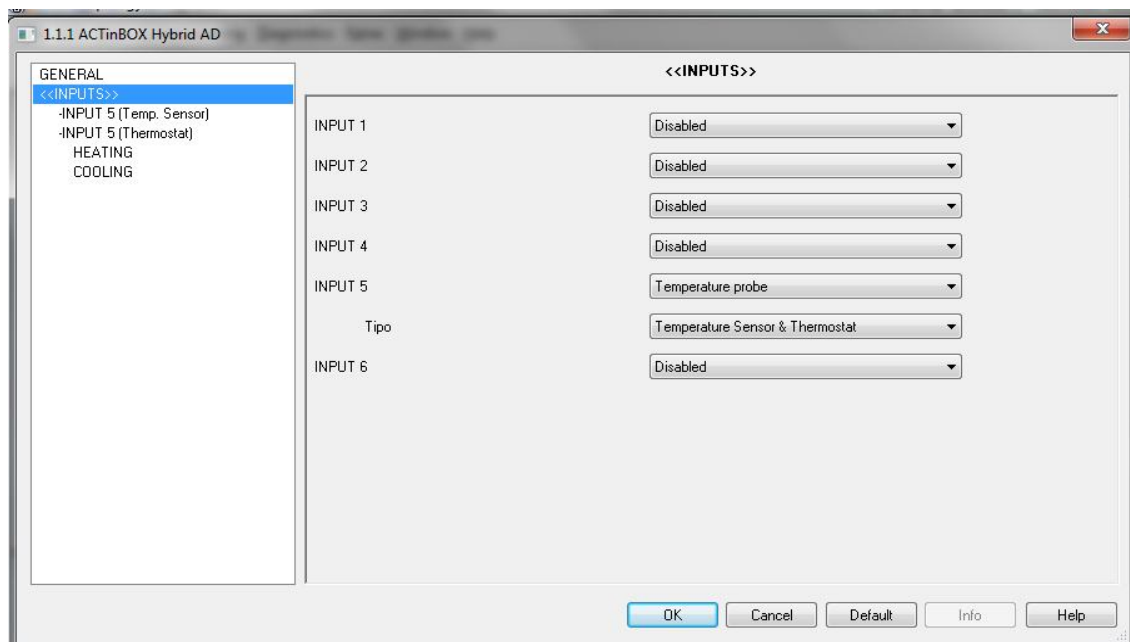 1.1.1 ACTinBOX Hybrid AD
GENERAL
<<INPUTS>>
-INPUT 5 (Temp. Sensor)
-INPUT 5 (Thermostat)
HEATING
COOLING
<<INPUTS>>
INPUT 1 Disabled
INPUT 2 Disabled
INPUT 3 Disabled
INPUT 4 Disabled
INPUT 5 Temperature probe
Tipo Temperature Sensor & Thermostat
INPUT 6 Disabled
OK Cancel Default Info Help